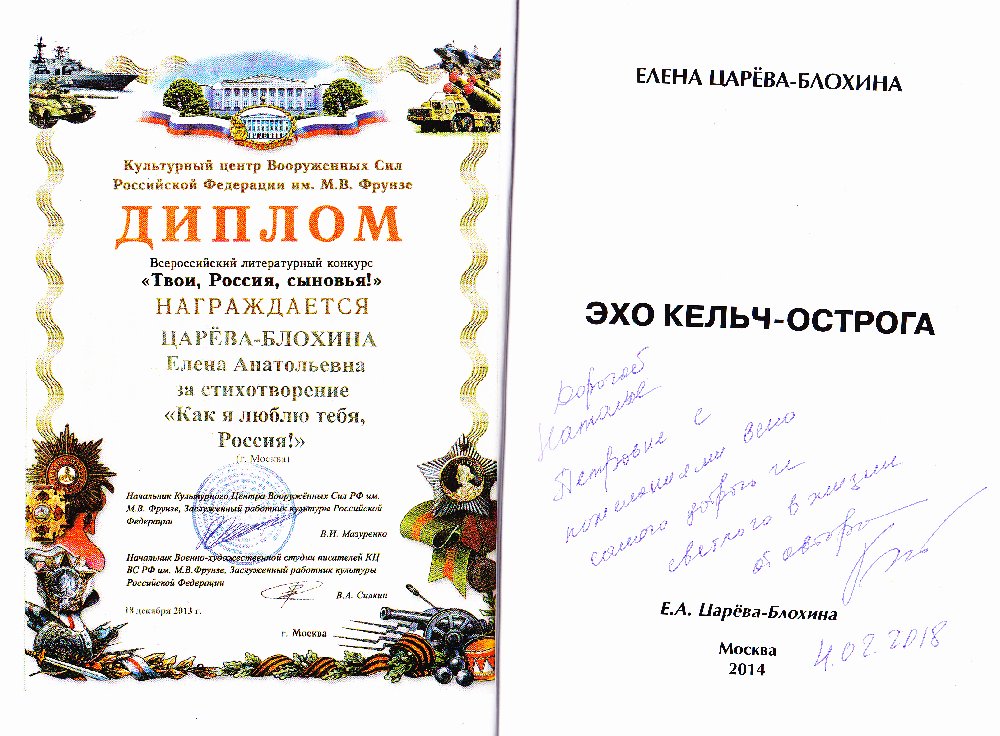 Культурный центр Вооруженных Сил
Российской Федерации им. М.В. Фрунзе
ДИПЛОМ
Всероссийский литературный конкурс
«Твои, Россия, сыновья!»
НАГРАЖДАЕТСЯ
ЦАРЁВА-БЛОХИНА
Елена Анатольевна
за стихотворение
«Как я люблю тебя,
Россия!»
(г. Москва)
Начальник Культурного Центра Вооружённых Сил РФ им.
М.В. Фрунзе, Заслуженный работник культуры Российской
Федерации
В.И. Мазуренко
Начальник Военно-художественной студии писателей КЦ
ВС РФ им. М.В.Фрунзе, Заслуженный работник культуры
Российской Федерации
В.А. Силкин
18 декабря 2013 г.
г. Москва
ЕЛЕНА ЦАРЁВА-БЛОХИНА
ЭХО КЕЛЬЧ-ОСТРОГА
Дорогой
Наталье
Петровне с
пожеланиями всего
самого доброго и
светлого в жизни
от автора
Е.А. Царёва-Блохина
Москва
2014
4.02.2018